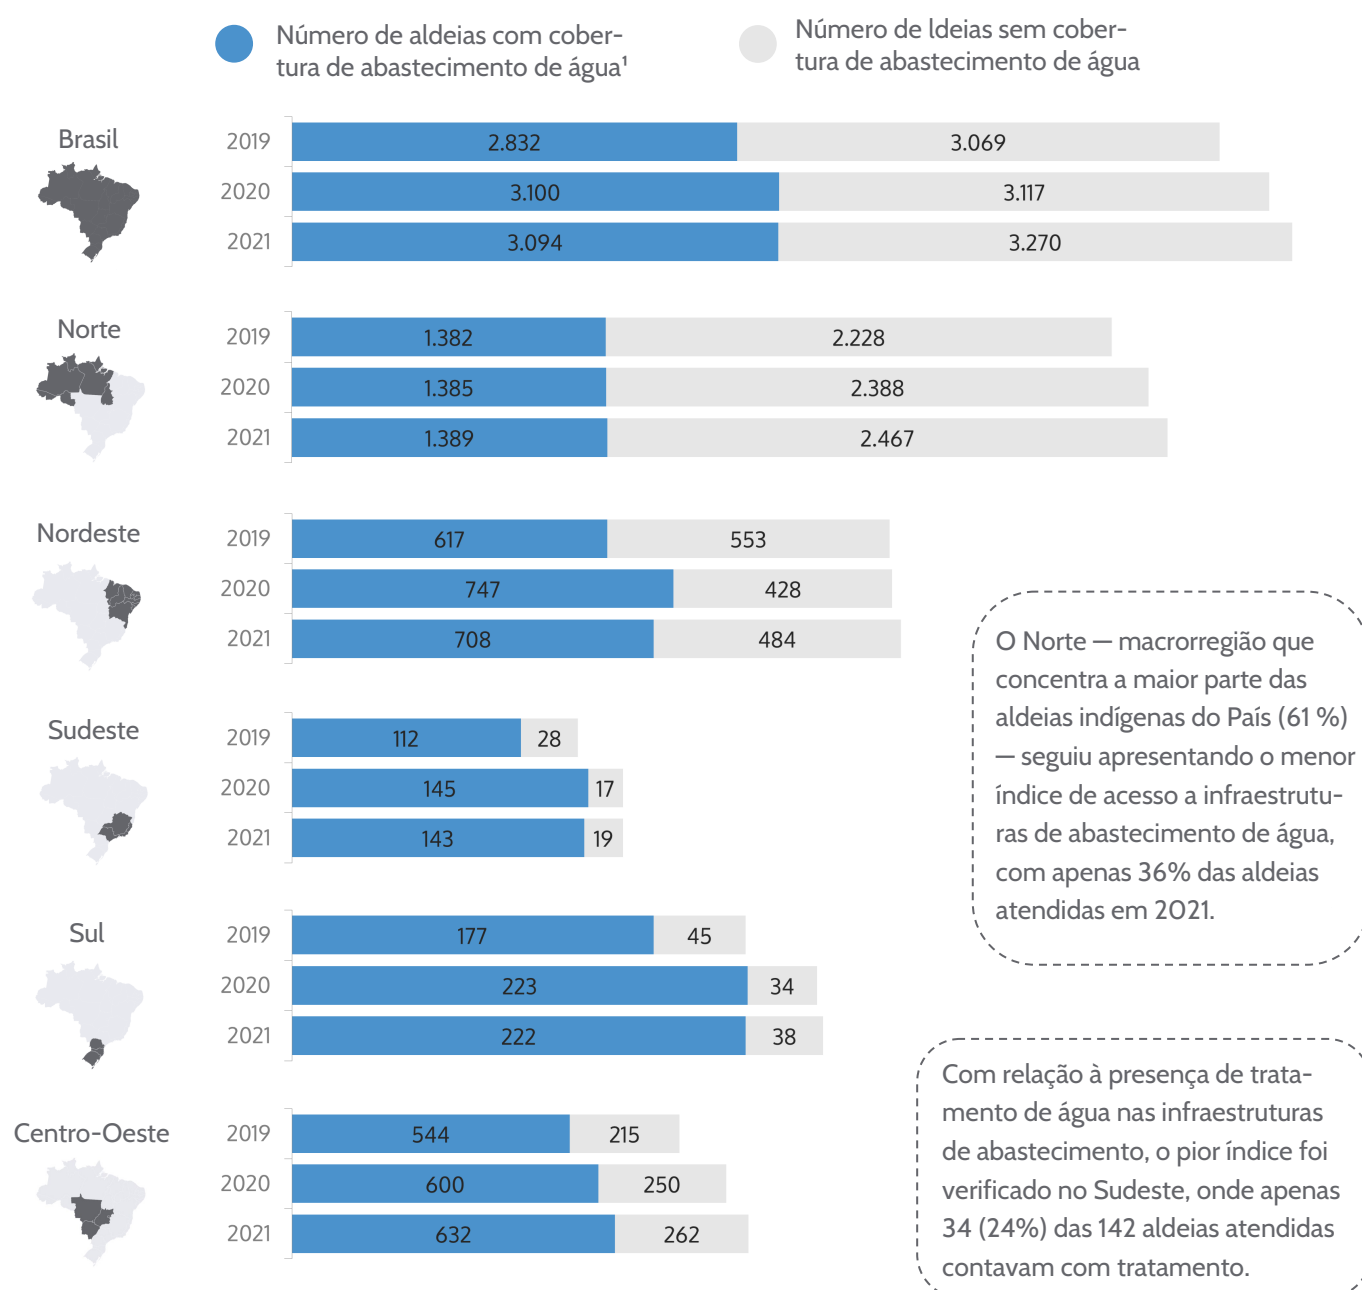 Número de aldeias com cober-
tura de abastecimento de água¹
Número de ldeias sem cober-
tura de abastecimento de água
Brasil
2019 2.832 3.069
2020 3.100 3.117
2021 3.094 3.270
Norte
2019 1.382 2.228
2020 1.385 2.388
2021 1.389 2.467
Nordeste
2019 617 553
2020 747 428
2021 708 484
Sudeste
2019 112 28
2020 145 17
2021 143 19
Sul
2019 177 45
2020 223 34
2021 222 38
Centro-Oeste
2019 544 215
2020 600 250
2021 632 262
O Norte — macrorregião que
concentra a maior parte das
aldeias indígenas do País (61 %)
— seguiu apresentando o menor
índice de acesso a infraestrutu-
ras de abastecimento de água,
com apenas 36% das aldeias
atendidas em 2021.
Com relação à presença de trata-
mento de água nas infraestruturas
de abastecimento, o pior índice foi
verificado no Sudeste, onde apenas
34 (24%) das 142 aldeias atendidas
contavam com tratamento.